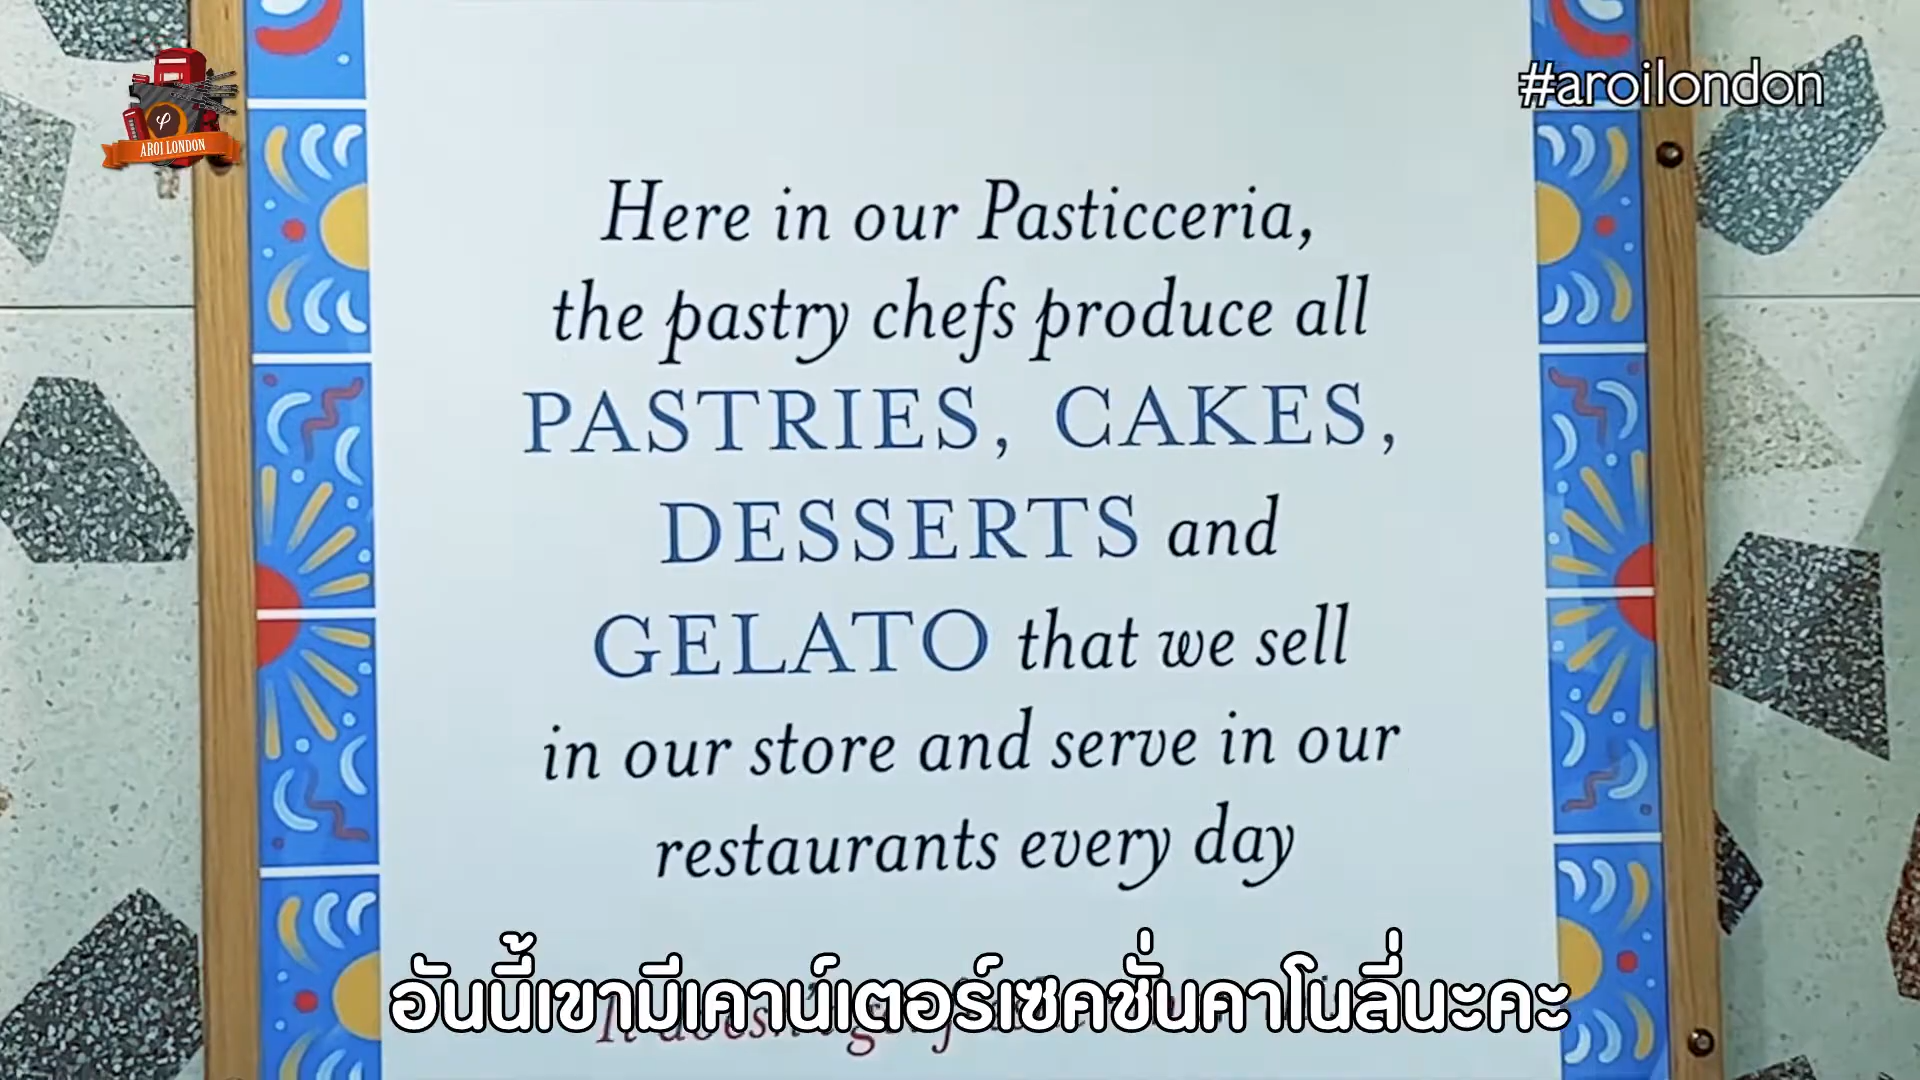 AROI LONDON
#aroilondon
Here in our Pasticceria,
the pastry chefs produce all
PASTRIES, CAKES,
DESSERTS and
GELATO that we sell
in our store and serve in our
restaurants every day
อันนี้เขามีเคาน์เตอร์เซคชั่นคาโนลี่นะคะ